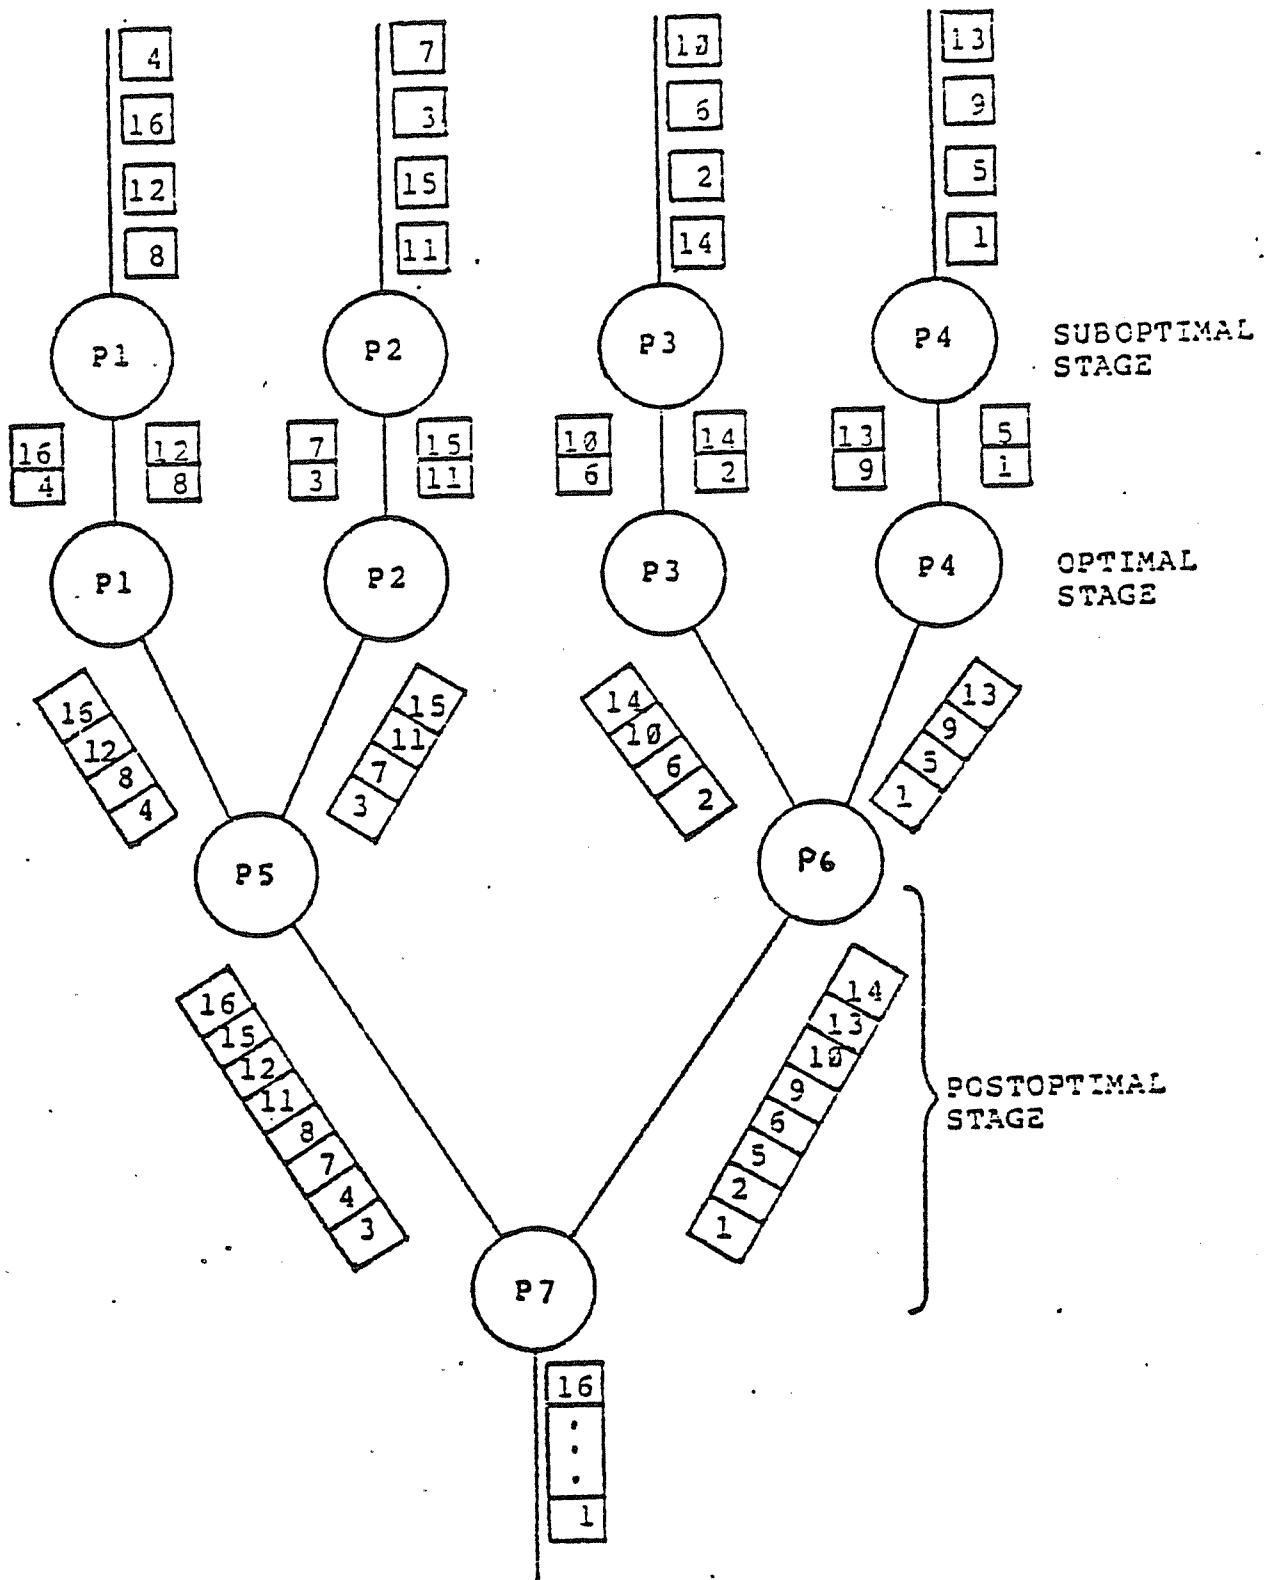 4 7 10 13
16 3 6 9
12 15 2 5
8 11 14 1
P1 P2 P3 P4
SUBOPTIMAL
STAGE
16 12 7 15 10 14 13 5
4 8 3 11 6 2 9 1
P1 P2 P3 P4
OPTIMAL
STAGE
16 15 14 13
12 11 10 9
8 7 6 5
4 3 2 1
P5 P6
16 14
15 13
12 10
11 9
8 6
7 5
4 2
3 1
POSTOPTIMAL
STAGE
P7
16
1